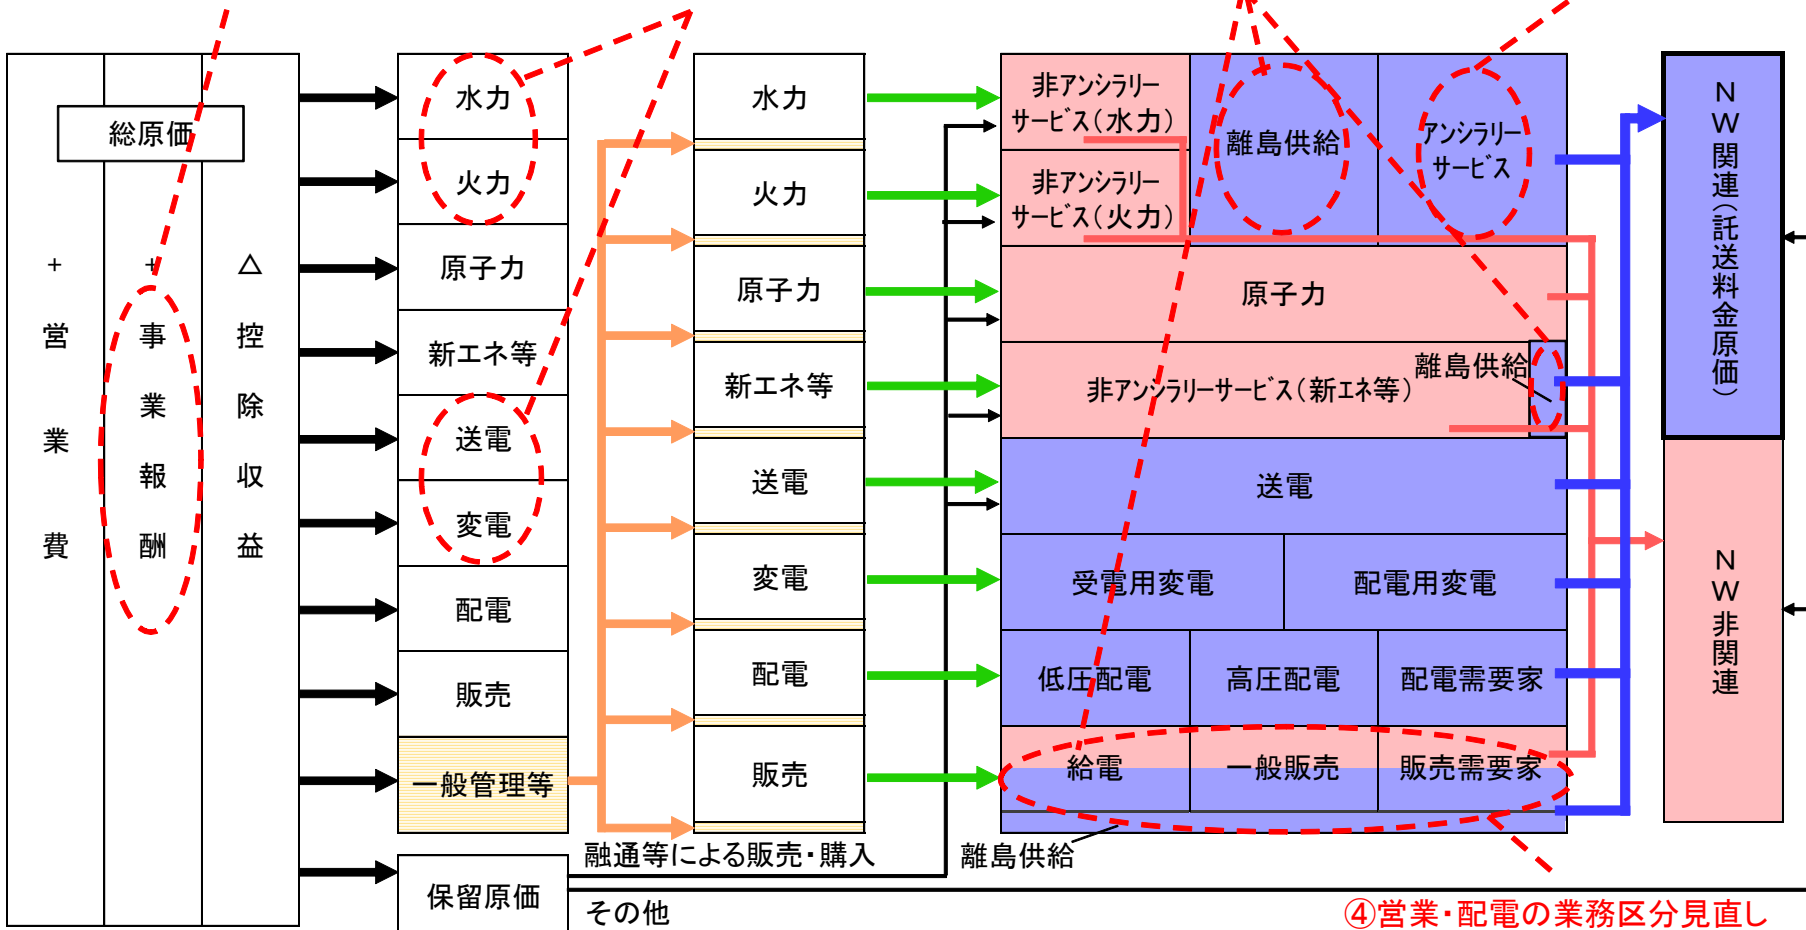 総原価
＋営業費
＋事業報酬
△控除収益
水力
火力
原子力
新エネ等
送電
変電
配電
販売
一般管理等
保留原価
水力
火力
原子力
新エネ等
送電
変電
配電
販売
融通等による販売・購入
その他
非アンシラリー
サービス（水力）
非アンシラリー
サービス（火力）
離島供給
アンシラリー
サービス
原子力
非アンシラリーサービス（新エネ等）
離島供給
送電
受電用変電
配電用変電
低圧配電
高圧配電
配電需要家
給電
一般販売
販売需要家
離島供給
ＮＷ関連（託送料金原価）
ＮＷ非関連
④営業・配電の業務区分見直し